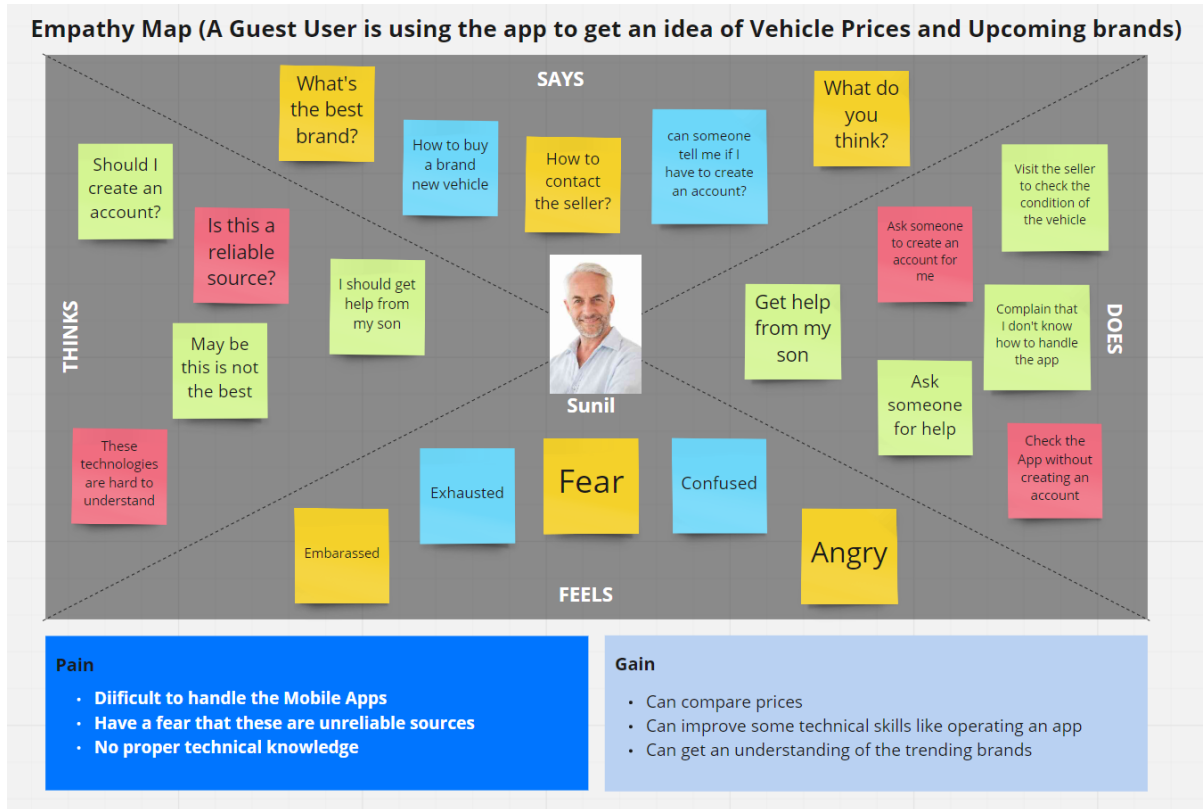 Empathy Map (A Guest User is using the app to get an idea of Vehicle Prices and Upcoming brands)
SAYS
What's
the best
brand?
How to buy
a brand
new vehicle
How to
contact
the seller?
can someone
tell me if I
have to create
an account?
What do
you
think?
THINKS
Should I
create an
account?
Is this a
reliable
source?
I should get
help from
my son
May be
this is not
the best
These
technologies
are hard to
understand
Sunil
DOES
Visit the seller
to check the
condition of
the vehicle
Ask someone
to create an
account for
me
Get help
from my
son
Complain that
I don't know
how to handle
the app
Ask
someone
for help
Check the
App without
creating an
account
Embarassed
Exhausted
Fear
Confused
Angry
FEELS
Pain
• Diificult to handle the Mobile Apps
• Have a fear that these are unreliable sources
• No proper technical knowledge
Gain
• Can compare prices
• Can improve some technical skills like operating an app
• Can get an understanding of the trending brands